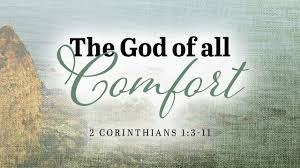 The God of all
Comfort
2 CORINTHIANS 1:3-11